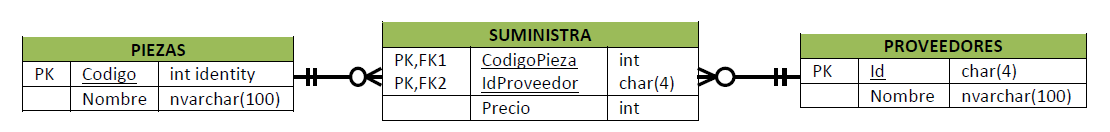 PIEZAS
PK Codigo int identity
Nombre nvarchar(100)
SUMINISTRA
PK,FK1 CodigoPieza int
PK,FK2 IdProveedor char(4)
Precio int
PROVEEDORES
PK Id char(4)
Nombre nvarchar(100)